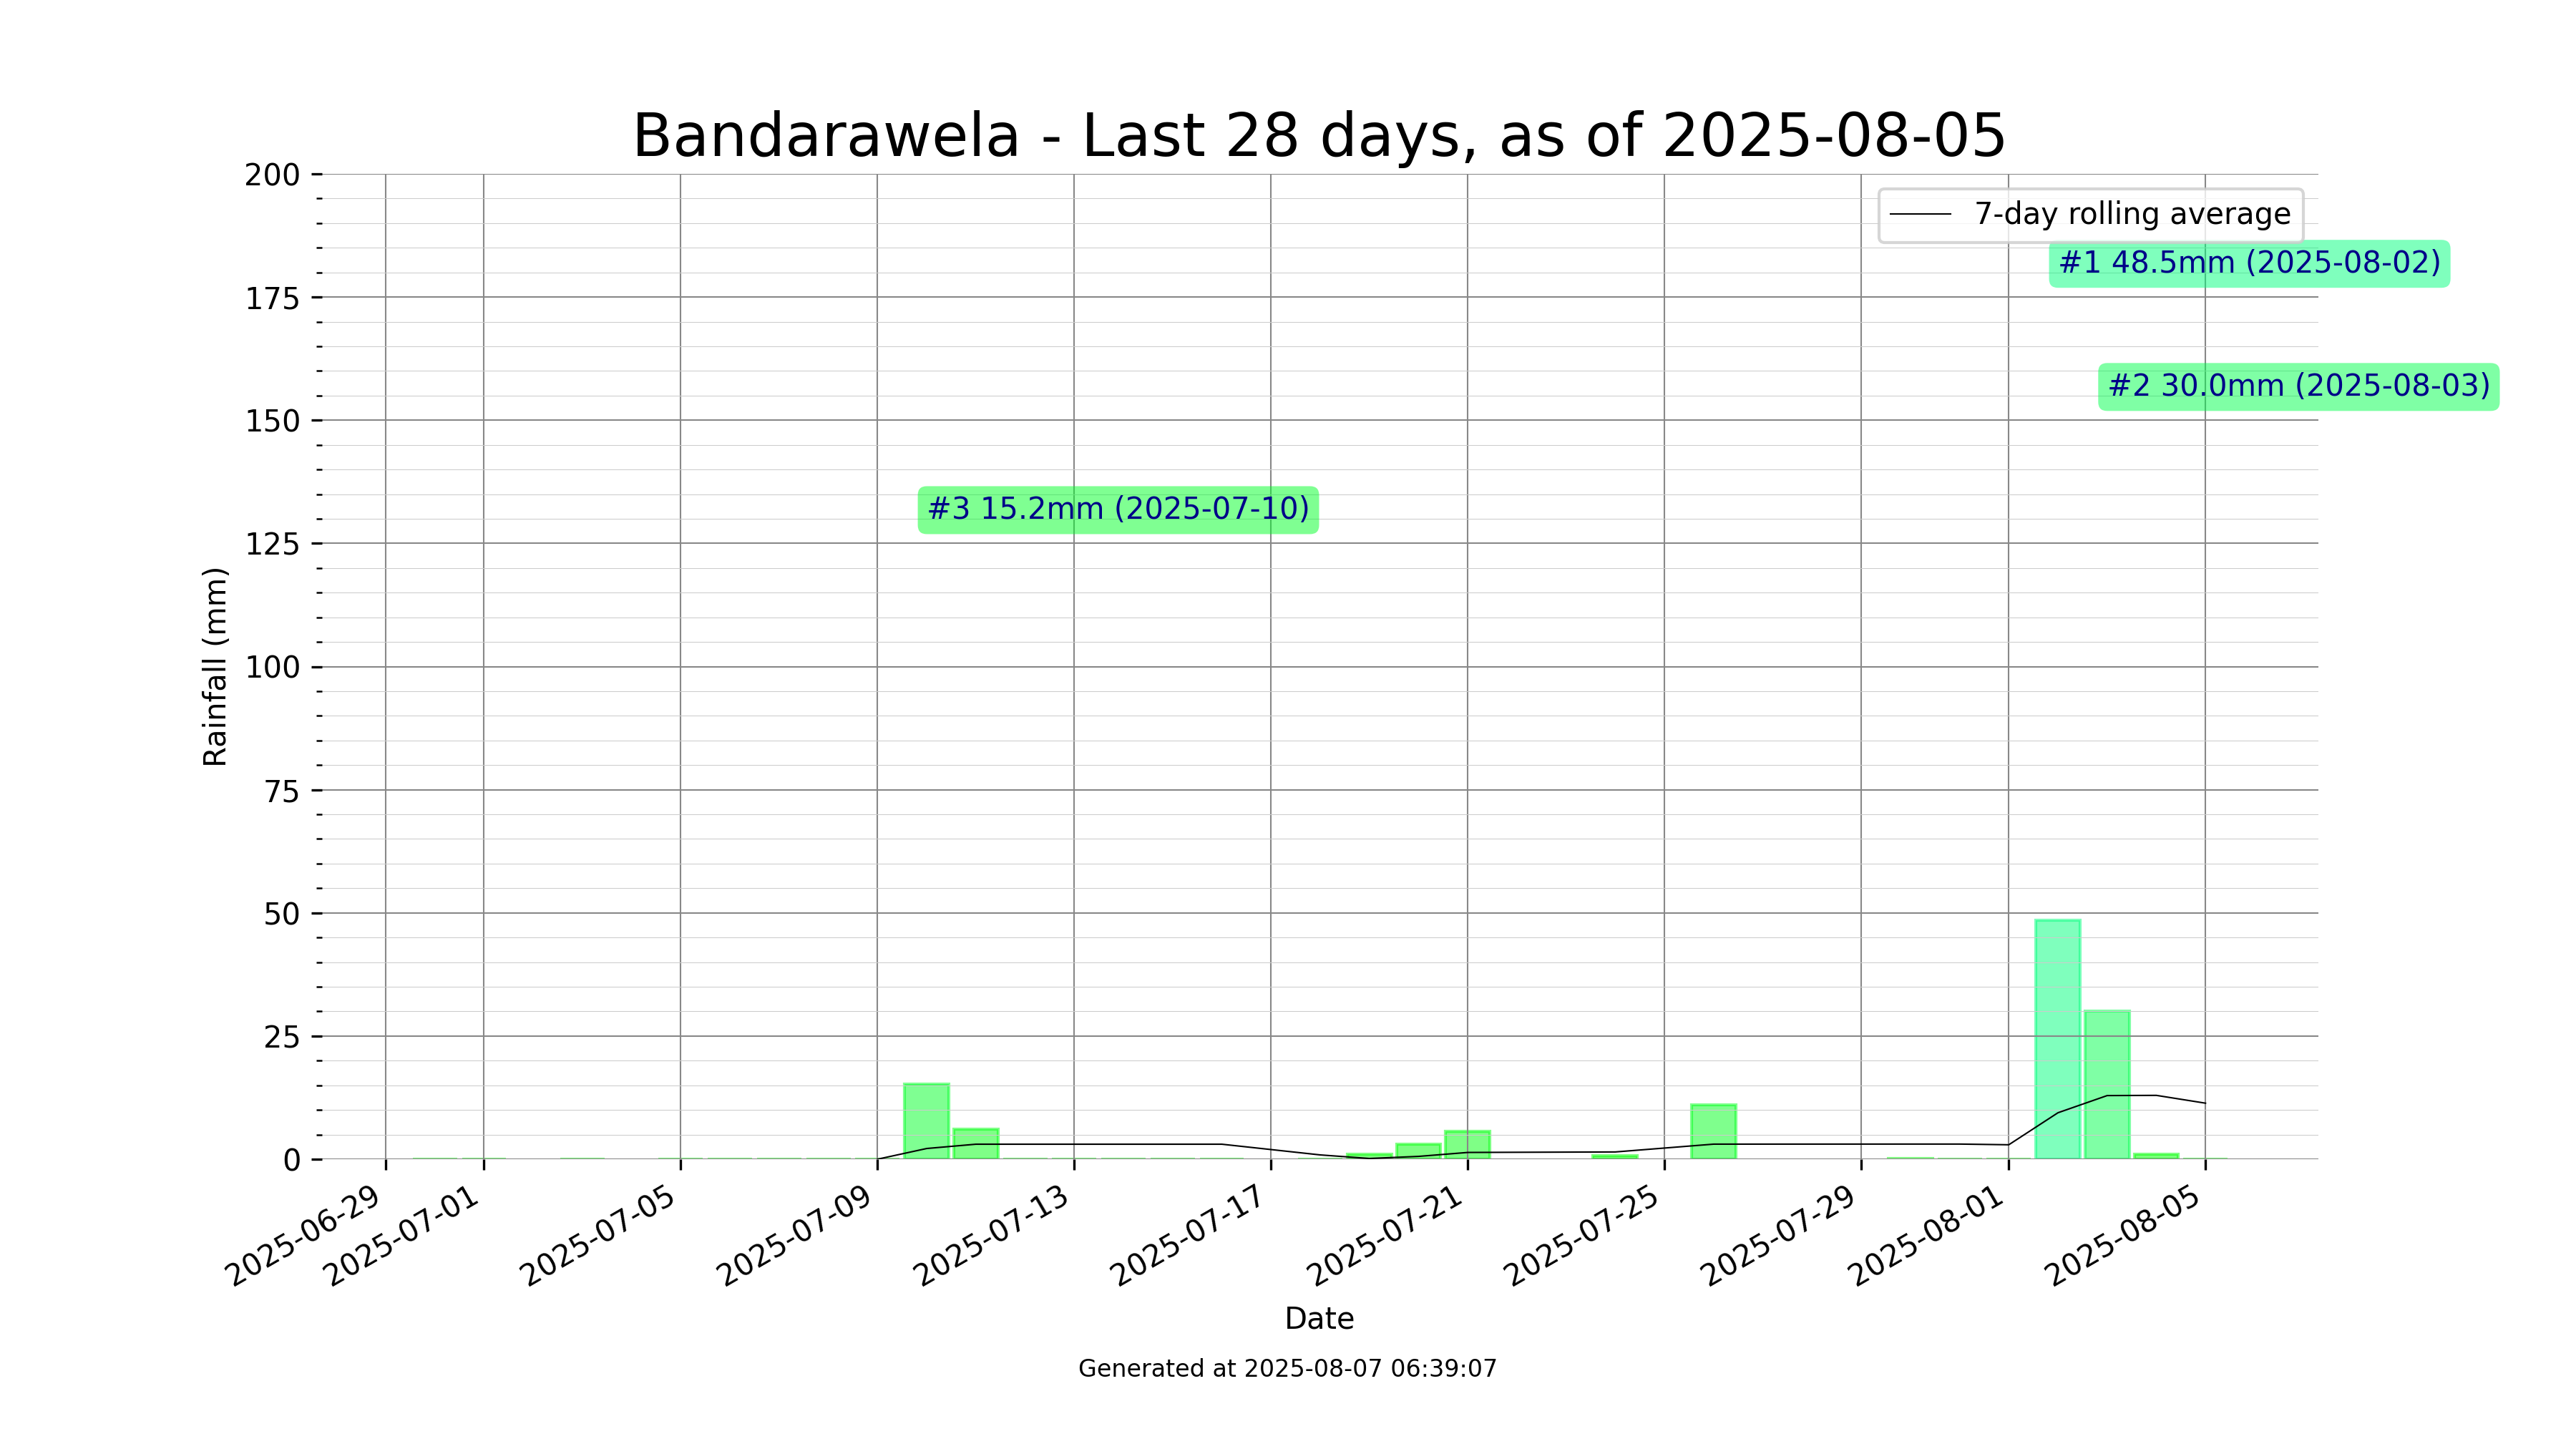 Bandarawela - Last 28 days, as of 2025-08-05
7-day rolling average
#1 48.5mm (2025-08-02)
#2 30.0mm (2025-08-03)
#3 15.2mm (2025-07-10)
Rainfall (mm)
200
175
150
125
100
75
50
25
0
2025-06-29
2025-07-01
2025-07-05
2025-07-09
2025-07-13
2025-07-17
2025-07-21
2025-07-25
2025-07-29
2025-08-01
2025-08-05
Date
Generated at 2025-08-07 06:39:07